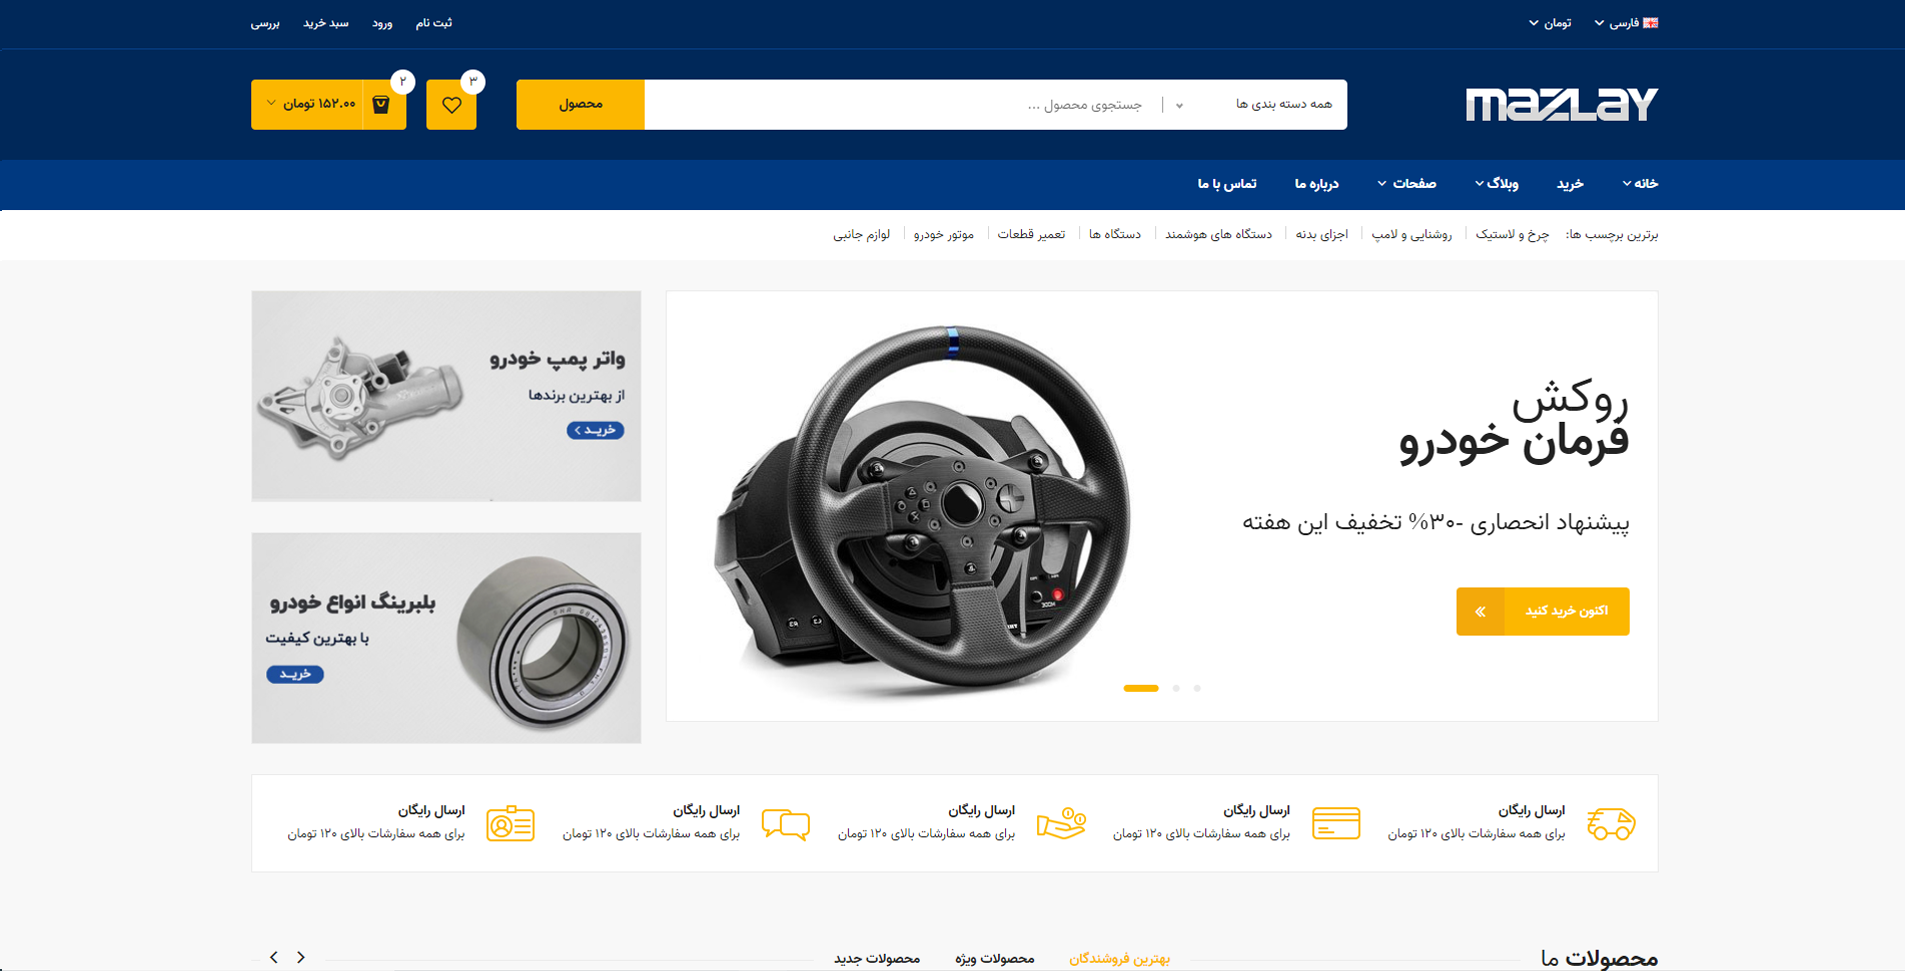 فارسی
تومان
ثبت نام
ورود
سبد خرید
بررسی
mazlay
همه دسته بندی ها
جستجوی محصول ...
محصول
۳
۲
۱۵۲.۰۰ تومان
خانه
خرید
وبلاگ
صفحات
درباره ما
تماس با ما
برترین برچسب ها:
چرخ و لاستیک
روشنایی و لامپ
اجزای بدنه
دستگاه های هوشمند
دستگاه ها
تعمیر قطعات
موتور خودرو
لوازم جانبی
روکش
فرمان خودرو
پیشنهاد انحصاری -۳۰% تخفیف این هفته
اکنون خرید کنید
واتر پمپ خودرو
از بهترین برندها
خریــد
بلبرینگ انواع خودرو
با بهترین کیفیت
خریــد
ارسال رایگان
برای همه سفارشات بالای ۱۲۰ تومان
ارسال رایگان
برای همه سفارشات بالای ۱۲۰ تومان
ارسال رایگان
برای همه سفارشات بالای ۱۲۰ تومان
ارسال رایگان
برای همه سفارشات بالای ۱۲۰ تومان
ارسال رایگان
برای همه سفارشات بالای ۱۲۰ تومان
محصولات ما
بهترین فروشندگان
محصولات ویژه
محصولات جدید